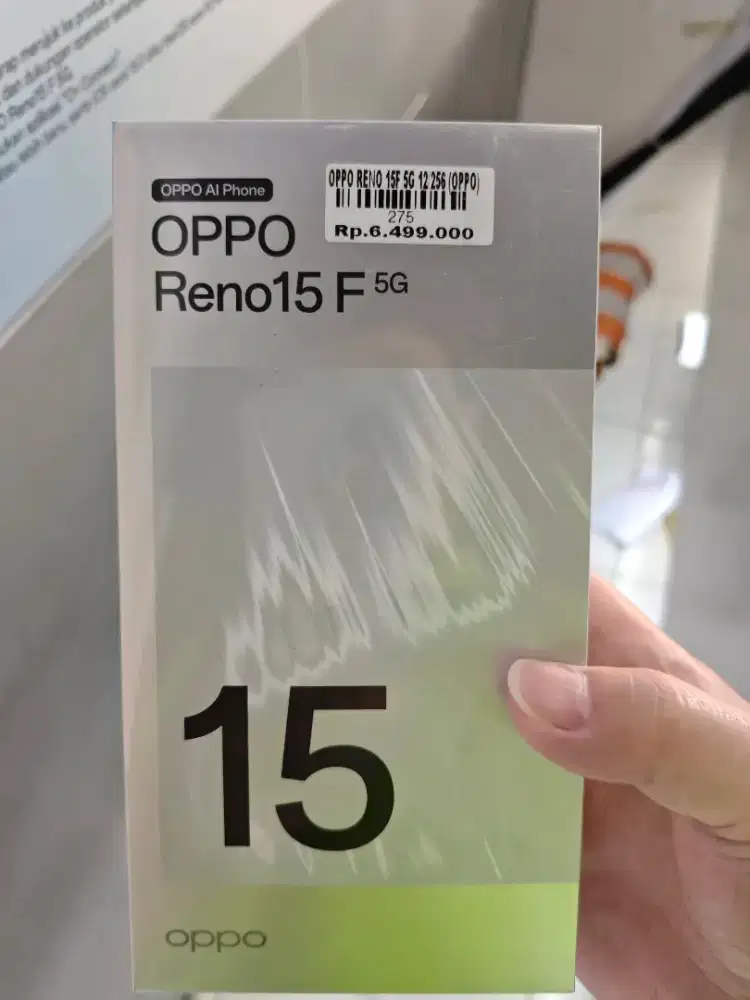 OPPO AI Phone
OPPO
Reno15 F 5G
OPPO RENO 15F 5G 12 256 (OPPO)
275
Rp.6.499.000
15
oppo